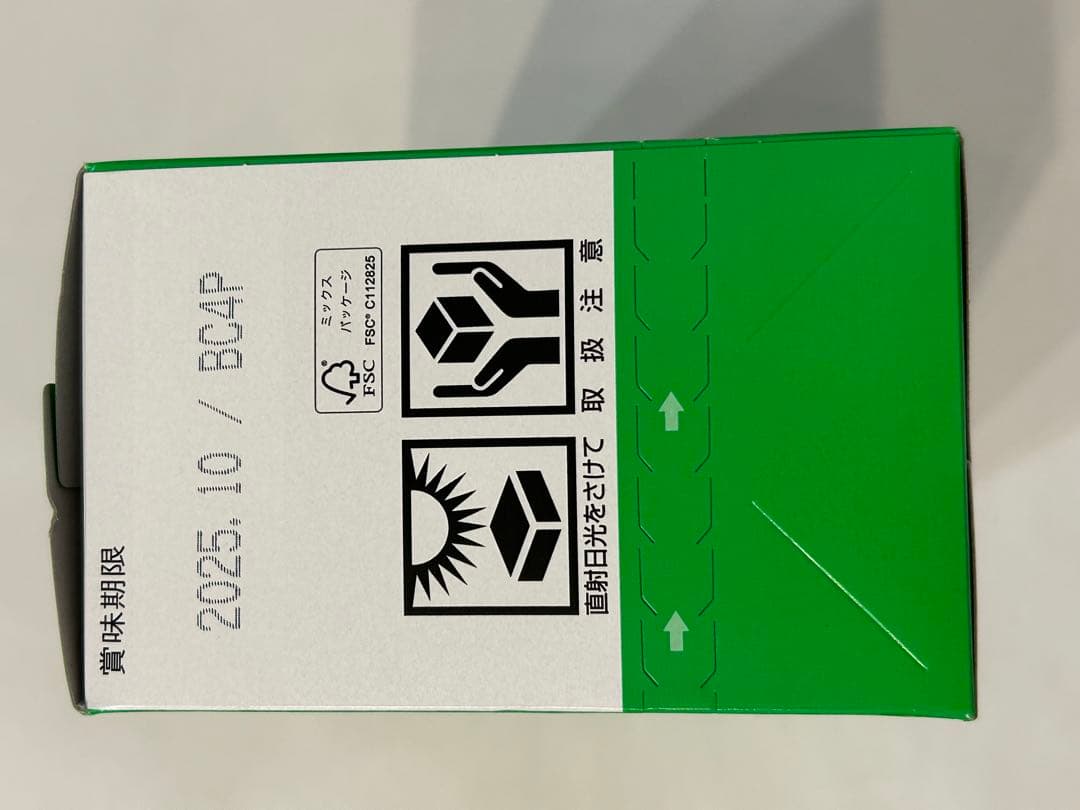 賞味期限
2025.10 / BC4P
FSC®
ミックス
パッケージ
FSC® C112825
直射日光をさけて
取扱注意